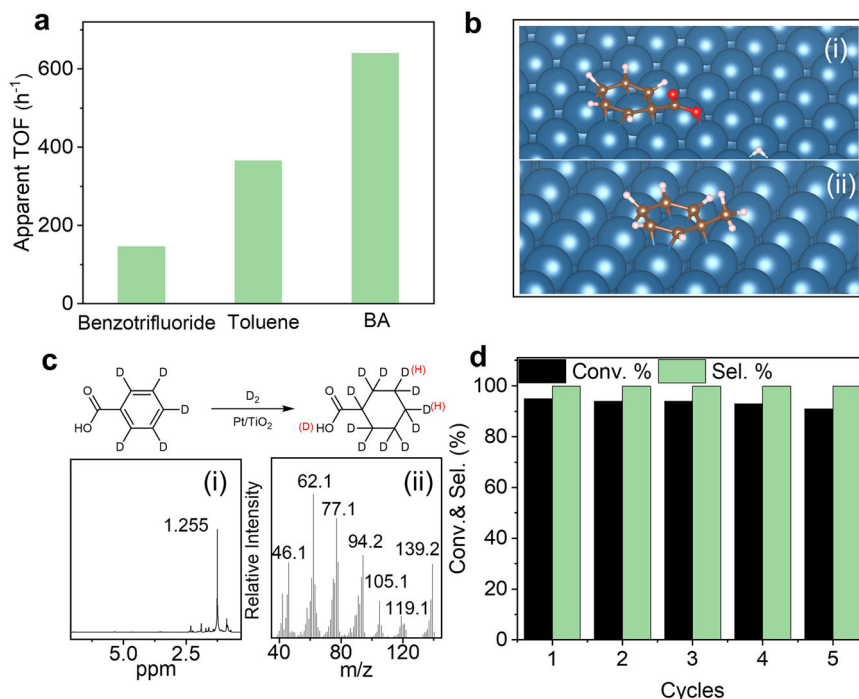 a
Apparent TOF (h⁻¹)
600
400
200
0
Benzotrifluoride Toluene BA
b
(i)
(ii)
c
D D D D D O HO
D₂
Pt/TiO₂
D D D(H) D D D D(H) D D D D O (D) HO
(i)
1.255
5.0 2.5
ppm
(ii)
Relative Intensity
46.1 62.1 77.1 94.2 105.1 119.1 139.2
40 80 120
m/z
d
Conv. % Sel. %
Conv.& Sel. (%)
100
80
60
40
20
0
1 2 3 4 5
Cycles